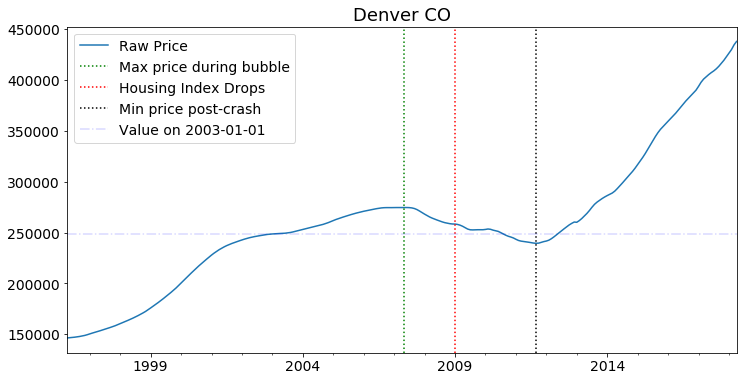 Denver CO
450000
400000
350000
300000
250000
200000
150000
Raw Price
Max price during bubble
Housing Index Drops
Min price post-crash
Value on 2003-01-01
1999
2004
2009
2014